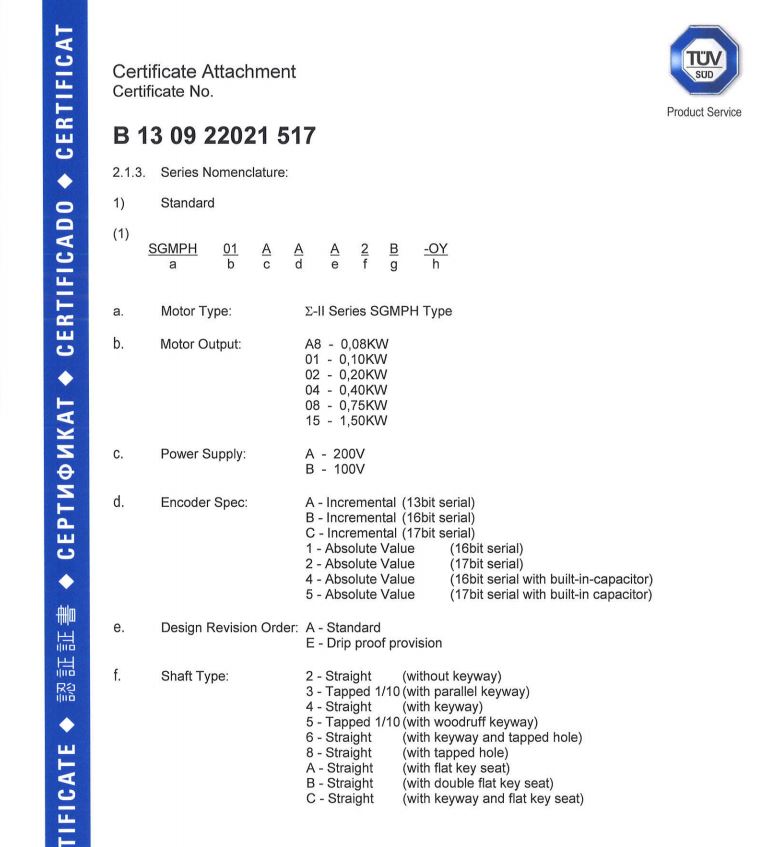 CERTIFICAT
CERTIFICADO
СЕРТИФИКАТ
認証証書
TIFICATE
TÜV
SÜD
Product Service
Certificate Attachment
Certificate No.
B 13 09 22021 517
2.1.3. Series Nomenclature:
1) Standard
(1)
SGMPH 01 A A A 2 B -OY
a b c d e f g h
a. Motor Type: Σ-II Series SGMPH Type
b. Motor Output: A8 - 0,08KW
01 - 0,10KW
02 - 0,20KW
04 - 0,40KW
08 - 0,75KW
15 - 1,50KW
c. Power Supply: A - 200V
B - 100V
d. Encoder Spec: A - Incremental (13bit serial)
B - Incremental (16bit serial)
C - Incremental (17bit serial)
1 - Absolute Value (16bit serial)
2 - Absolute Value (17bit serial)
4 - Absolute Value (16bit serial with built-in-capacitor)
5 - Absolute Value (17bit serial with built-in capacitor)
e. Design Revision Order: A - Standard
E - Drip proof provision
f. Shaft Type: 2 - Straight (without keyway)
3 - Tapped 1/10 (with parallel keyway)
4 - Straight (with keyway)
5 - Tapped 1/10 (with woodruff keyway)
6 - Straight (with keyway and tapped hole)
8 - Straight (with tapped hole)
A - Straight (with flat key seat)
B - Straight (with double flat key seat)
C - Straight (with keyway and flat key seat)